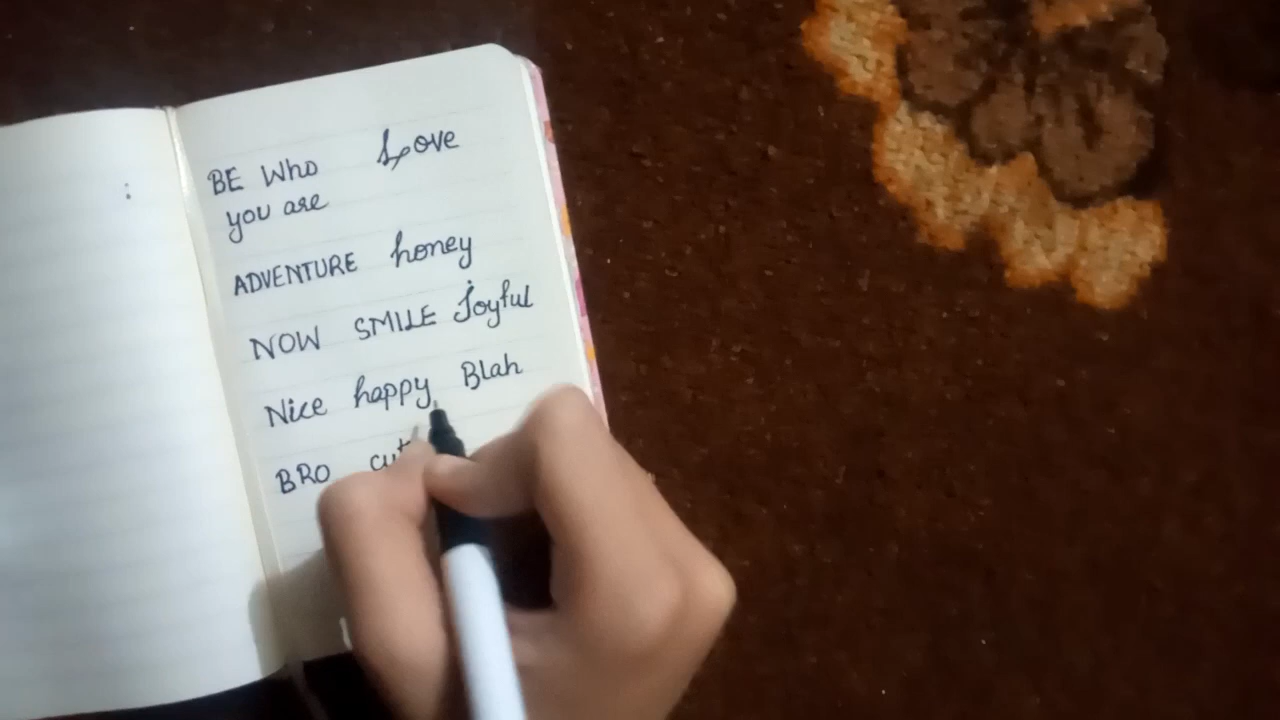 BE Who Love
you are
ADVENTURE honey
NOW SMILE Joyful
Nice happy Blah
BRO